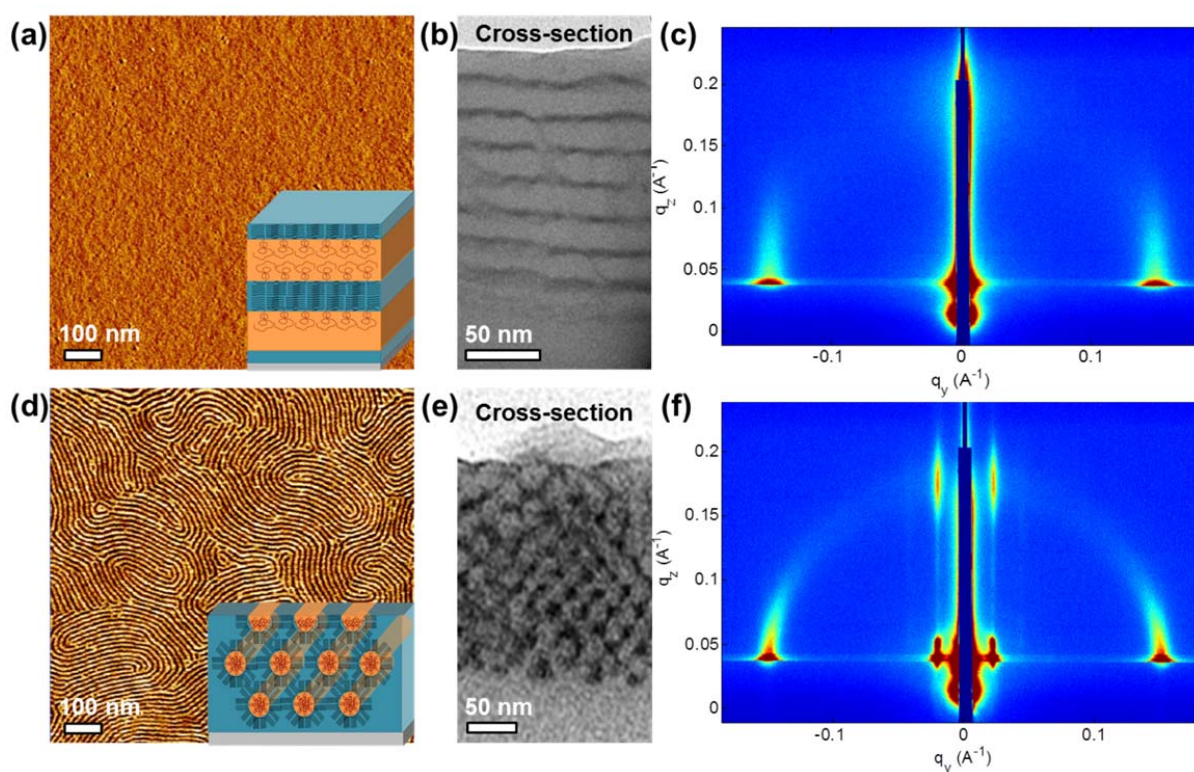 (a)
100 nm
(b)
Cross-section
50 nm
(c)
q_z (A⁻¹)
0.2
0.15
0.1
0.05
0
-0.1
0
0.1
q_y (A⁻¹)
(d)
100 nm
(e)
Cross-section
50 nm
(f)
q_z (A⁻¹)
0.2
0.15
0.1
0.05
0
-0.1
0
0.1
q_y (A⁻¹)